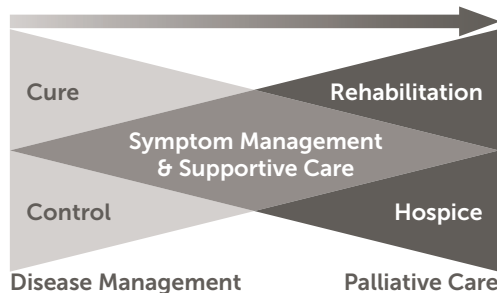 Cure
Rehabilitation
Symptom Management
& Supportive Care
Control
Hospice
Disease Management
Palliative Care